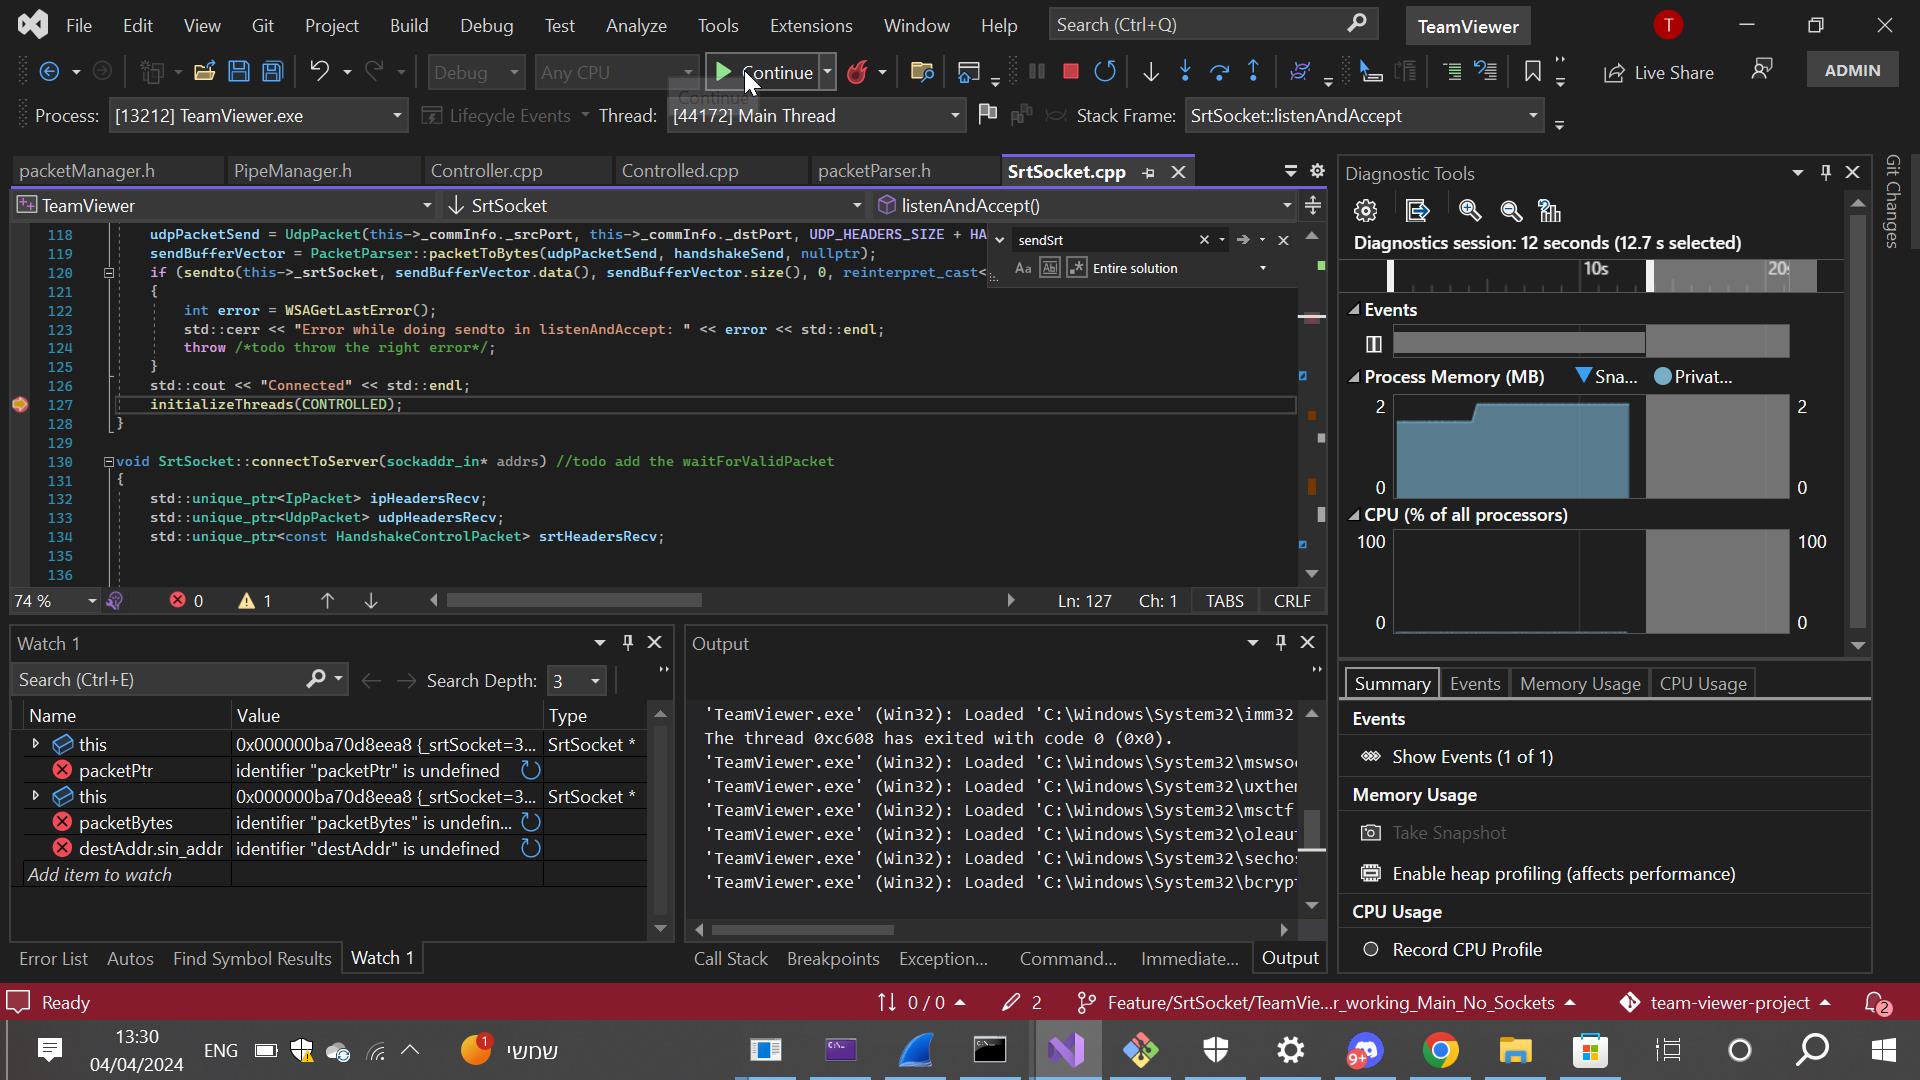 File Edit View Git Project Build Debug Test Analyze Tools Extensions Window Help Search (Ctrl+Q) TeamViewer T
Debug Any CPU Continue Live Share ADMIN
Continue
Process: [13212] TeamViewer.exe Lifecycle Events Thread: [44172] Main Thread Stack Frame: SrtSocket::listenAndAccept
packetManager.h PipeManager.h Controller.cpp Controlled.cpp packetParser.h SrtSocket.cpp
TeamViewer SrtSocket listenAndAccept()
118 udpPacketSend = UdpPacket(this->_commInfo._srcPort, this->_commInfo._dstPort, UDP_HEADERS_SIZE + HA
119 sendBufferVector = PacketParser::packetToBytes(udpPacketSend, handshakeSend, nullptr);
120 if (sendto(this->_srtSocket, sendBufferVector.data(), sendBufferVector.size(), 0, reinterpret_cast<
121 {
122 int error = WSAGetLastError();
123 std::cerr << "Error while doing sendto in listenAndAccept: " << error << std::endl;
124 throw /*todo throw the right error*/;
125 }
126 std::cout << "Connected" << std::endl;
127 initializeThreads(CONTROLLED);
128 }
129
130 void SrtSocket::connectToServer(sockaddr_in* addrs) //todo add the waitForValidPacket
131 {
132 std::unique_ptr<IpPacket> ipHeadersRecv;
133 std::unique_ptr<UdpPacket> udpHeadersRecv;
134 std::unique_ptr<const HandshakeControlPacket> srtHeadersRecv;
135
136
sendSrt
Aa Ab Entire solution
74 % 0 1 Ln: 127 Ch: 1 TABS CRLF
Watch 1
Search (Ctrl+E) Search Depth: 3
Name Value Type
this 0x000000ba70d8eea8 {_srtSocket=3... SrtSocket *
packetPtr identifier "packetPtr" is undefined
this 0x000000ba70d8eea8 {_srtSocket=3... SrtSocket *
packetBytes identifier "packetBytes" is undefin...
destAddr.sin_addr identifier "destAddr" is undefined
Add item to watch
Error List Autos Find Symbol Results Watch 1
Output
'TeamViewer.exe' (Win32): Loaded 'C:\Windows\System32\imm32
The thread 0xc608 has exited with code 0 (0x0).
'TeamViewer.exe' (Win32): Loaded 'C:\Windows\System32\mswsoc
'TeamViewer.exe' (Win32): Loaded 'C:\Windows\System32\uxthem
'TeamViewer.exe' (Win32): Loaded 'C:\Windows\System32\msctf
'TeamViewer.exe' (Win32): Loaded 'C:\Windows\System32\oleaut
'TeamViewer.exe' (Win32): Loaded 'C:\Windows\System32\sechos
'TeamViewer.exe' (Win32): Loaded 'C:\Windows\System32\bcrypt
Call Stack Breakpoints Exception... Command... Immediate... Output
Diagnostic Tools
Diagnostics session: 12 seconds (12.7 s selected)
10s 20s
Events
Process Memory (MB) Sna... Privat...
2 2
0 0
CPU (% of all processors)
100 100
0 0
Summary Events Memory Usage CPU Usage
Events
Show Events (1 of 1)
Memory Usage
Take Snapshot
Enable heap profiling (affects performance)
CPU Usage
Record CPU Profile
Git Changes
Ready 0 / 0 2 Feature/SrtSocket/TeamVie...r_working_Main_No_Sockets team-viewer-project 2
13:30
04/04/2024
ENG 1 שמשי 9+